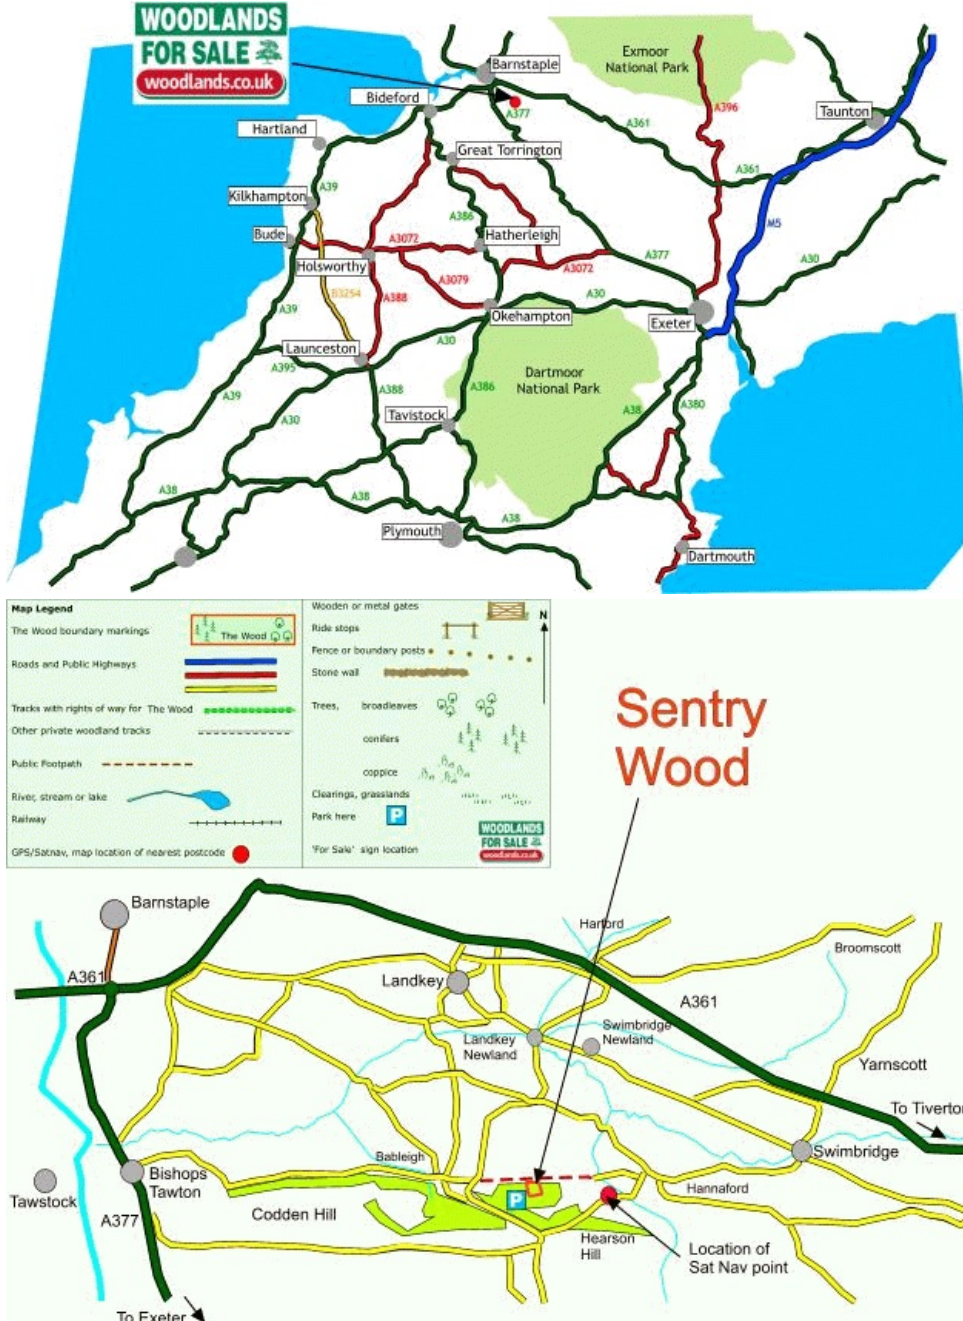 WOODLANDS
FOR SALE
woodlands.co.uk
Exmoor
National Park
Barnstaple
Bideford
A377
A396
Taunton
Hartland
A361
Great Torrington
A361
Kilkhampton
A39
A386
M5
Bude
A3072
Hatherleigh
A377
A30
Holsworthy
A3079
A3072
B3254
A388
A30
A39
Okehampton
Exeter
Launceston
A30
A395
Dartmoor
National Park
A388
A386
A39
A38
A380
Tavistock
A30
A38
A38
A38
Plymouth
Dartmouth
Map Legend
The Wood boundary markings
The Wood
Roads and Public Highways
Tracks with rights of way for The Wood
Other private woodland tracks
Public Footpath
River, stream or lake
Railway
GPS/Satnav, map location of nearest postcode
Wooden or metal gates
N
Ride stops
Fence or boundary posts
Stone wall
Trees, broadleaves
conifers
coppice
Clearings, grasslands
Park here
P
'For Sale' sign location
WOODLANDS
FOR SALE
woodlands.co.uk
Sentry
Wood
Barnstaple
Harford
Broomscott
A361
Landkey
A361
Landkey
Newland
Swimbridge
Newland
Yarnscott
To Tiverton
Bableigh
Swimbridge
Bishops
Tawton
Tawstock
Hannaford
P
Codden Hill
A377
Hearson
Hill
Location of
Sat Nav point
To Exeter